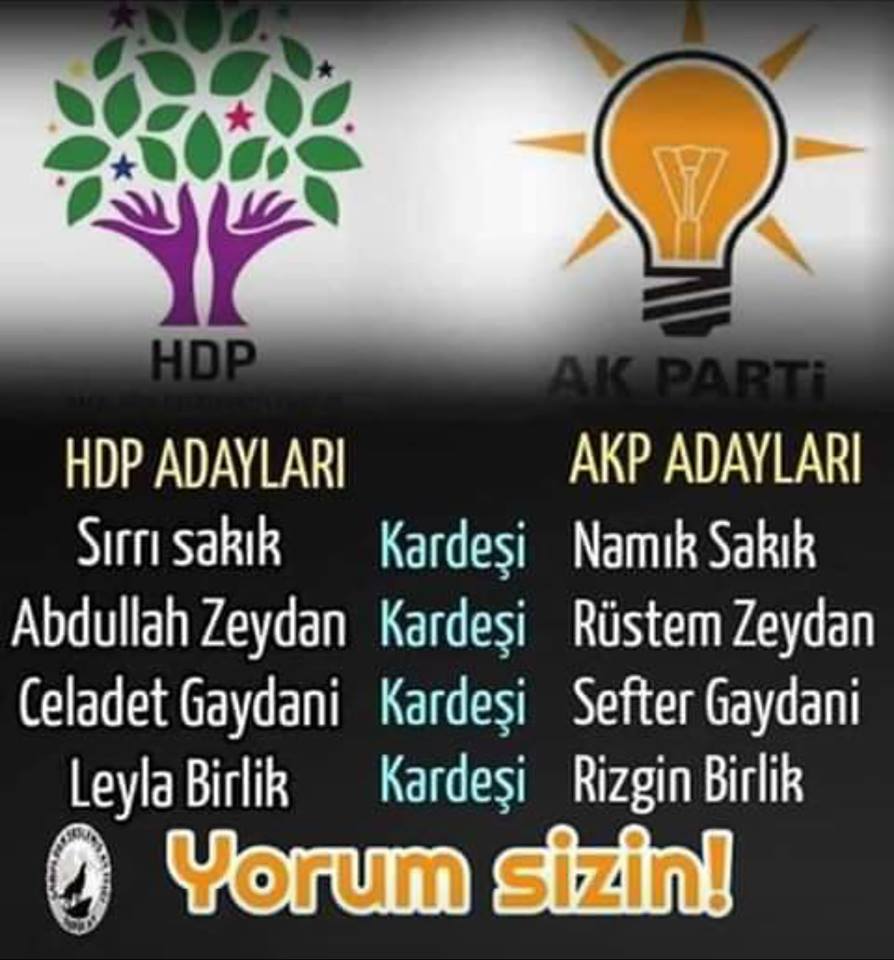 HDP
AK PARTi
HDP ADAYLARI AKP ADAYLARI
Sırrı sakık Kardeşi Namık Sakık
Abdullah Zeydan Kardeşi Rüstem Zeydan
Celadet Gaydani Kardeşi Sefter Gaydani
Leyla Birlik Kardeşi Rizgin Birlik
Yorum sizin!